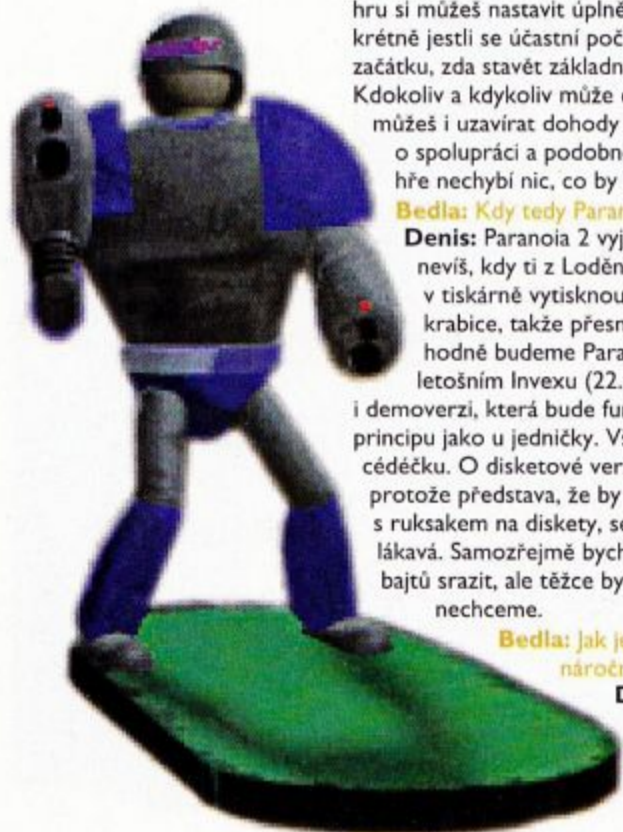 hru si můžeš nastavit úplně
krétně jestli se účastní poč
začátku, zda stavět základn
Kdokoliv a kdykoliv může
můžeš i uzavírat dohody
o spolupráci a podobn
hře nechybí nic, co by
Bedla: Kdy tedy Paran
Denis: Paranoia 2 vyj
nevíš, kdy ti z Loděn
v tiskárně vytisknou
krabice, takže přesn
hodně budeme Para
letošním Invexu (22.
i demoverzi, která bude fu
principu jako u jedničky. V
cédéčku. O disketové ver
protože představa, že by
s ruksakem na diskety, se
lákavá. Samozřejmě bych
bajtů srazit, ale těžce by
nechceme.
Bedla: Jak je
náročn
D